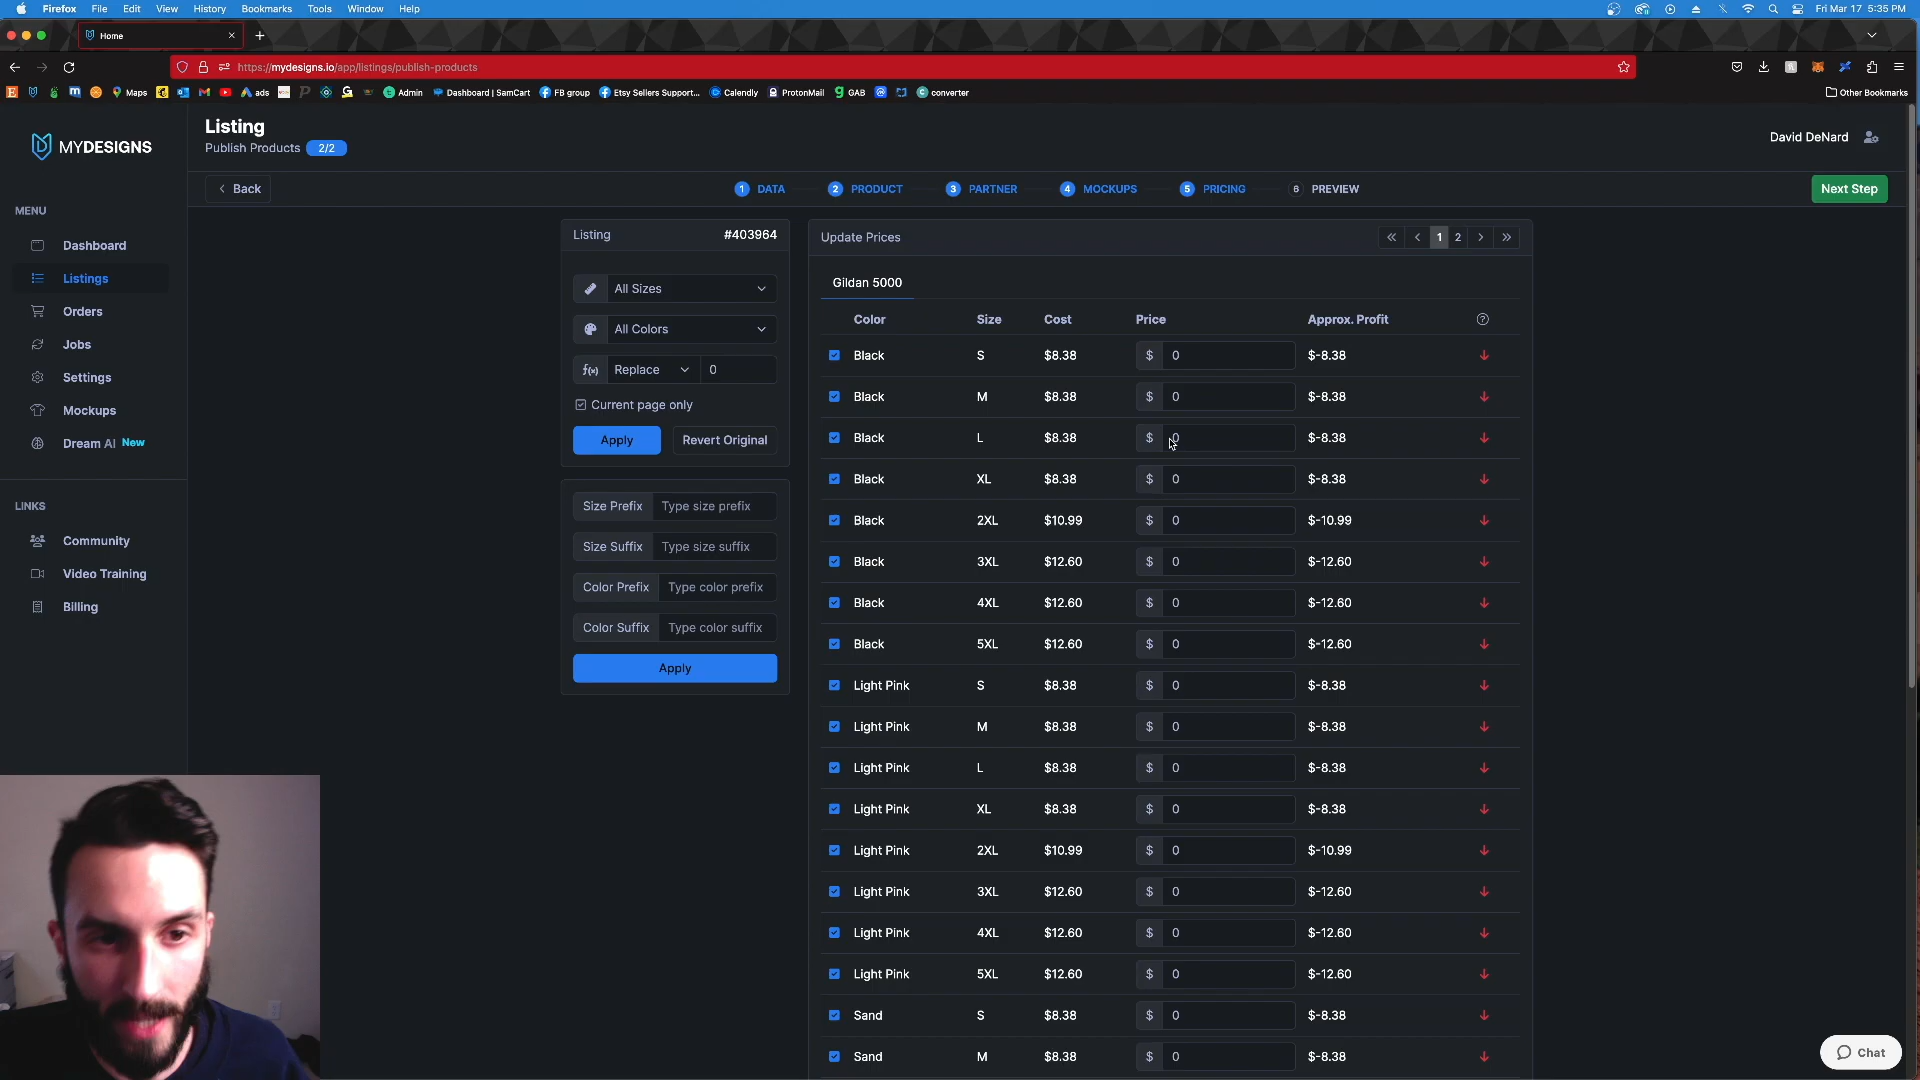 Firefox File Edit View History Bookmarks Tools Window Help Fri Mar 17 5:35 PM
Home
https://mydesigns.io/app/listings/publish-products
Maps ads Admin Dashboard | SamCart FB group Etsy Sellers Support... Calendly ProtonMail GAB converter Other Bookmarks
MYDESIGNS
Listing
Publish Products 2/2
David DeNard
Back
1 DATA 2 PRODUCT 3 PARTNER 4 MOCKUPS 5 PRICING 6 PREVIEW
Next Step
MENU
Dashboard
Listings
Orders
Jobs
Settings
Mockups
Dream AI New
LINKS
Community
Video Training
Billing
Listing #403964
All Sizes
All Colors
f(x) Replace 0
Current page only
Apply Revert Original
Size Prefix Type size prefix
Size Suffix Type size suffix
Color Prefix Type color prefix
Color Suffix Type color suffix
Apply
Update Prices « ‹ 1 2 › »
Gildan 5000
Color Size Cost Price Approx. Profit
Black S $8.38 $ 0 $-8.38
Black M $8.38 $ 0 $-8.38
Black L $8.38 $ 0 $-8.38
Black XL $8.38 $ 0 $-8.38
Black 2XL $10.99 $ 0 $-10.99
Black 3XL $12.60 $ 0 $-12.60
Black 4XL $12.60 $ 0 $-12.60
Black 5XL $12.60 $ 0 $-12.60
Light Pink S $8.38 $ 0 $-8.38
Light Pink M $8.38 $ 0 $-8.38
Light Pink L $8.38 $ 0 $-8.38
Light Pink XL $8.38 $ 0 $-8.38
Light Pink 2XL $10.99 $ 0 $-10.99
Light Pink 3XL $12.60 $ 0 $-12.60
Light Pink 4XL $12.60 $ 0 $-12.60
Light Pink 5XL $12.60 $ 0 $-12.60
Sand S $8.38 $ 0 $-8.38
Sand M $8.38 $ 0 $-8.38
Chat